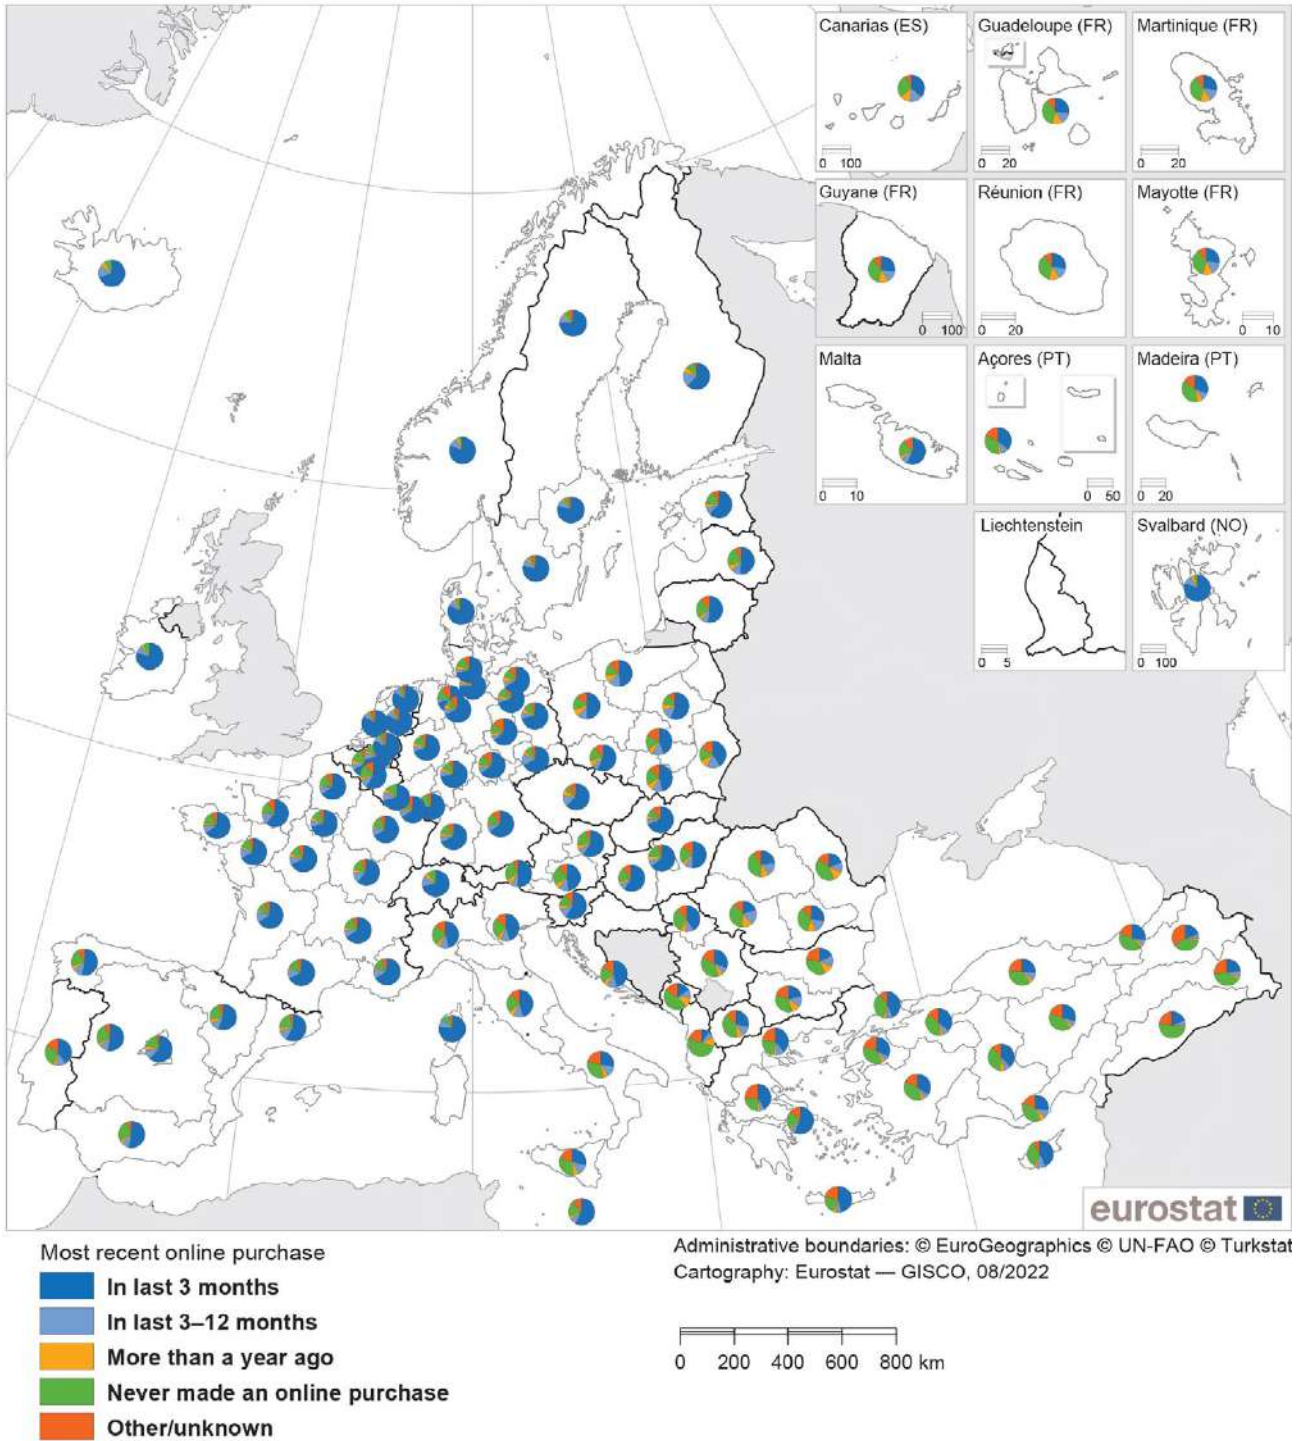 Canarias (ES)
0 100
Guadeloupe (FR)
0 20
Martinique (FR)
0 20
Guyane (FR)
0 100
Réunion (FR)
0 20
Mayotte (FR)
0 10
Malta
0 10
Açores (PT)
0 50
Madeira (PT)
0 20
Liechtenstein
0 5
Svalbard (NO)
0 100
eurostat
Most recent online purchase
In last 3 months
In last 3–12 months
More than a year ago
Never made an online purchase
Other/unknown
Administrative boundaries: © EuroGeographics © UN-FAO © Turkstat
Cartography: Eurostat — GISCO, 08/2022
0 200 400 600 800 km